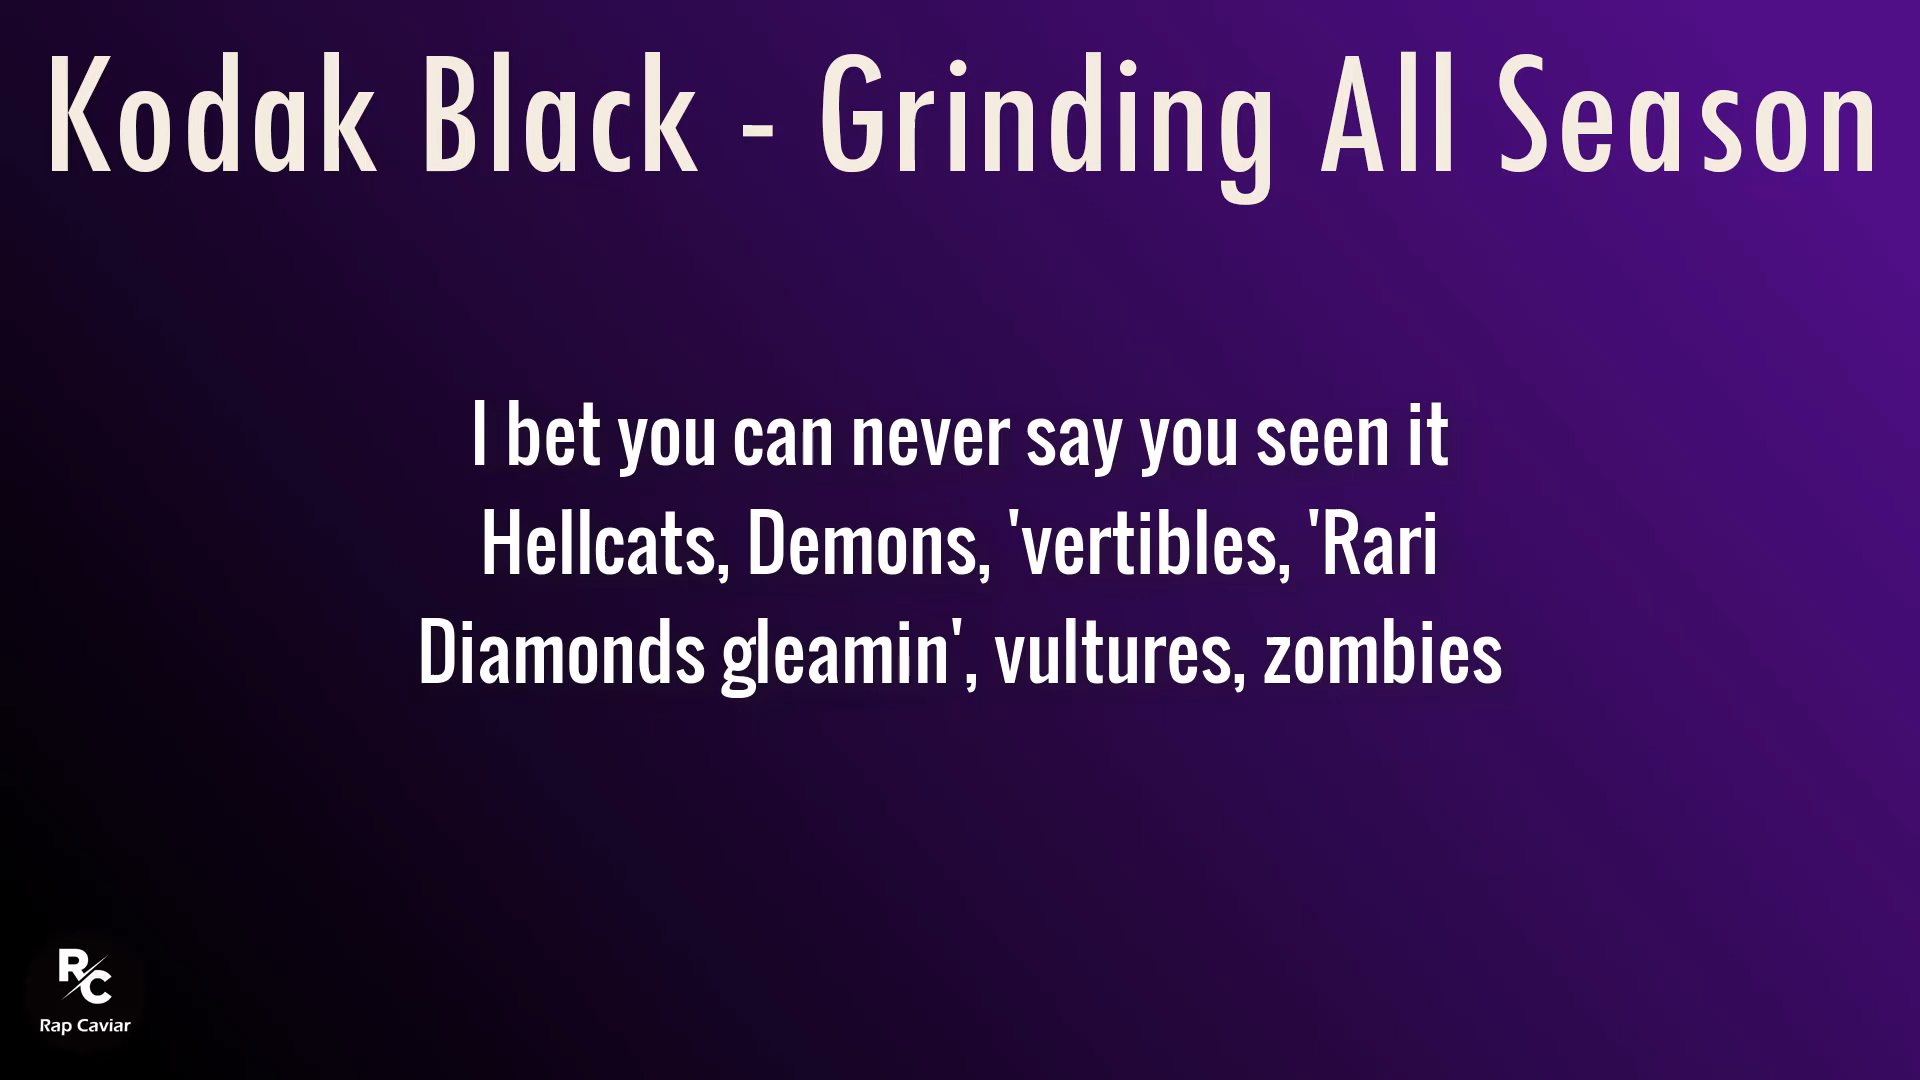 Kodak Black - Grinding All Season
I bet you can never say you seen it
Hellcats, Demons, 'vertibles, 'Rari
Diamonds gleamin', vultures, zombies
RC
Rap Caviar